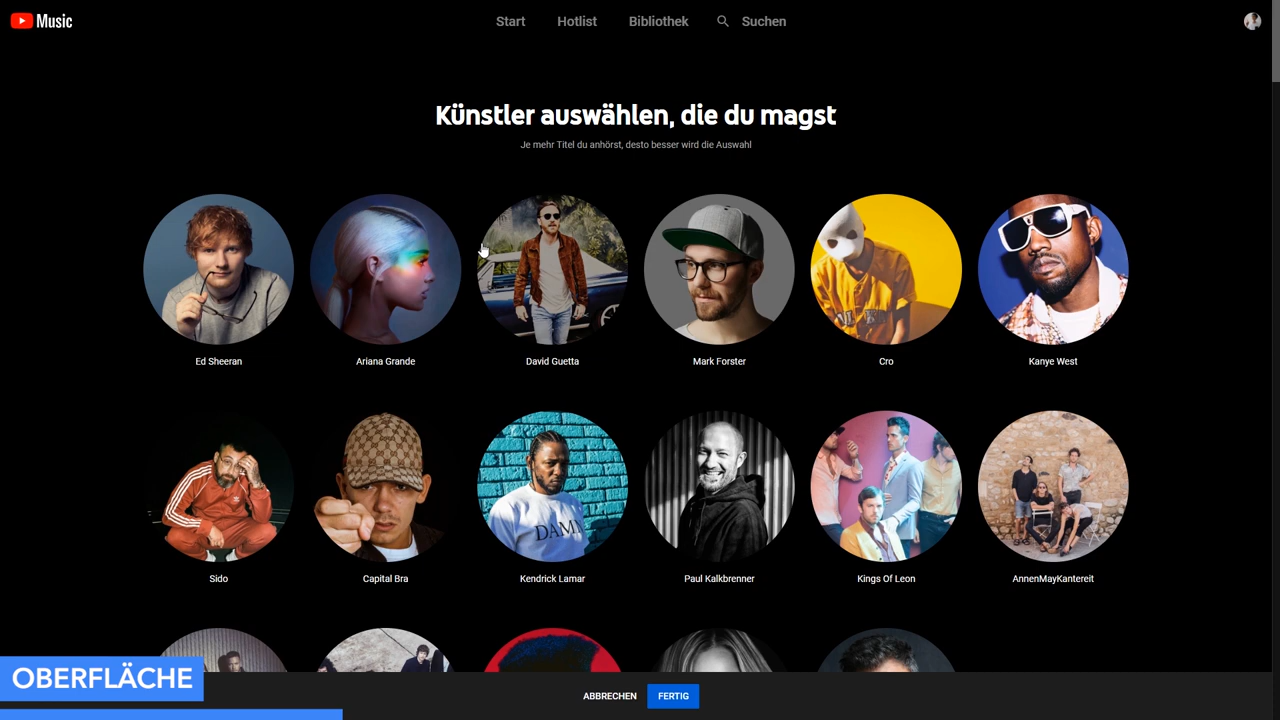 Music
Start
Hotlist
Bibliothek
Suchen
Künstler auswählen, die du magst
Je mehr Titel du anhörst, desto besser wird die Auswahl
Ed Sheeran
Ariana Grande
David Guetta
Mark Forster
Cro
Kanye West
DAMN
Sido
Capital Bra
Kendrick Lamar
Paul Kalkbrenner
Kings Of Leon
AnnenMayKantereit
OBERFLÄCHE
ABBRECHEN
FERTIG